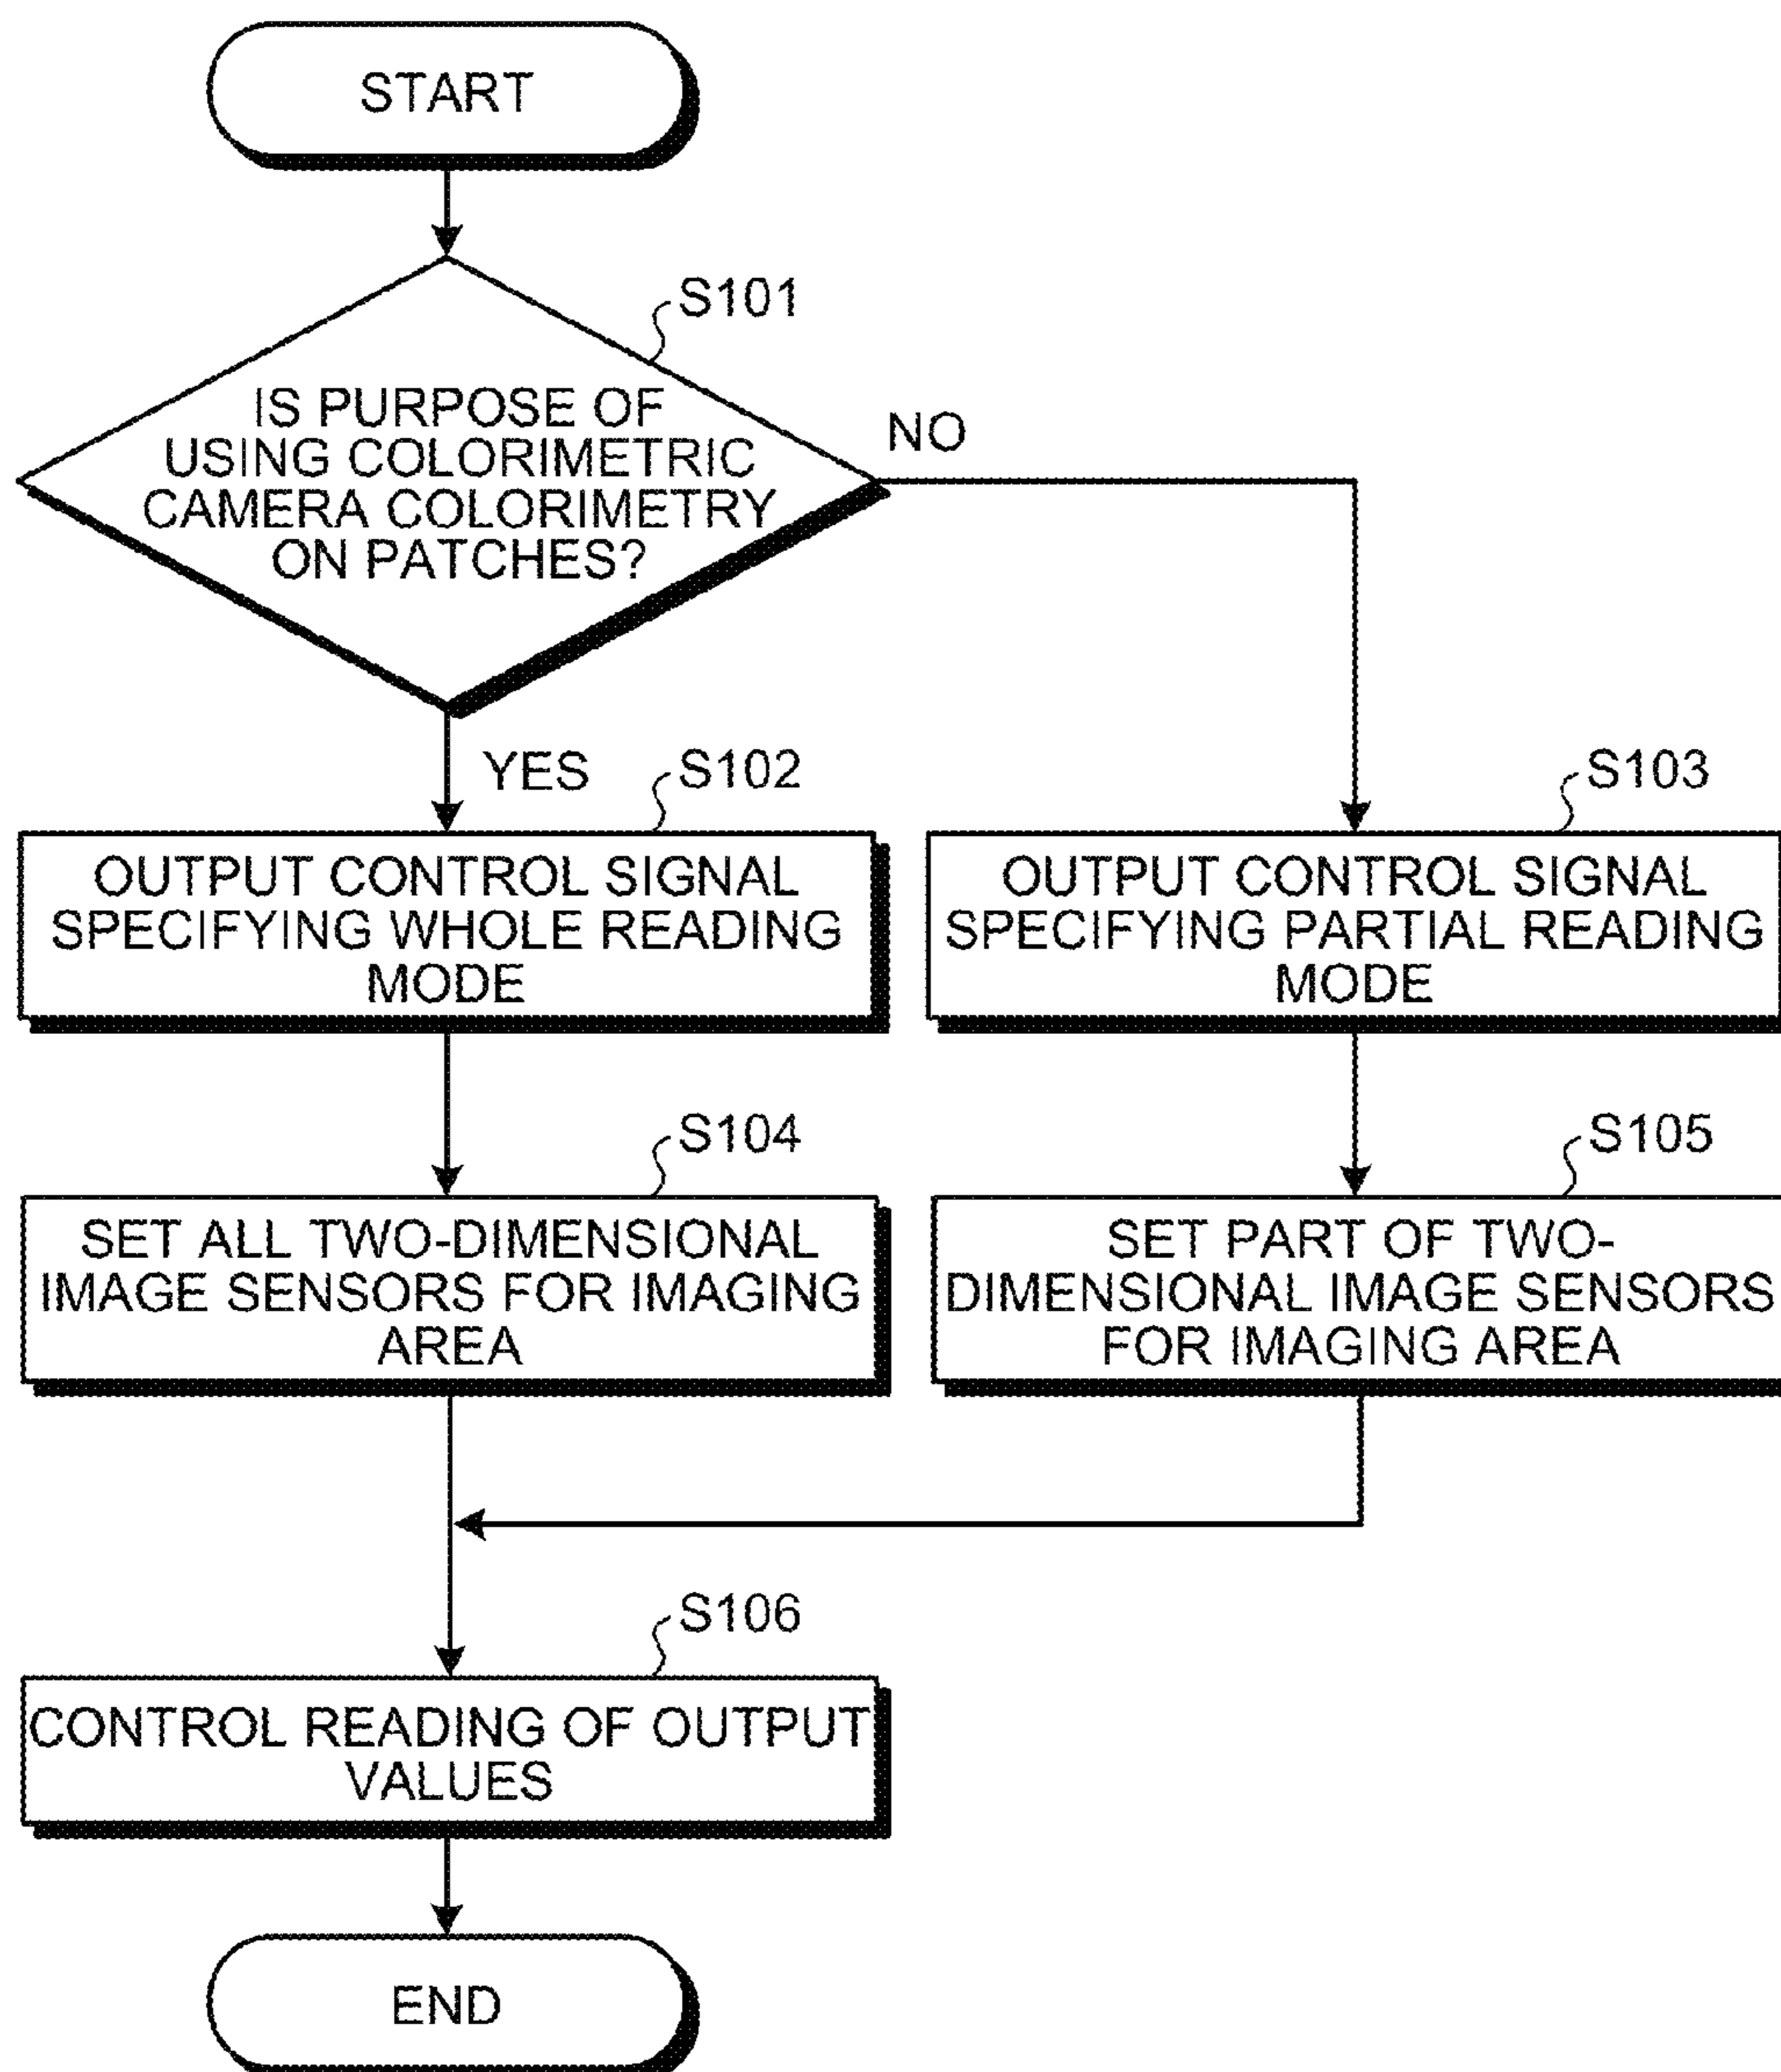 START
S101
IS PURPOSE OF
USING COLORIMETRIC
CAMERA COLORIMETRY
ON PATCHES?
NO
YES
S102
OUTPUT CONTROL SIGNAL
SPECIFYING WHOLE READING
MODE
S103
OUTPUT CONTROL SIGNAL
SPECIFYING PARTIAL READING
MODE
S104
SET ALL TWO-DIMENSIONAL
IMAGE SENSORS FOR IMAGING
AREA
S105
SET PART OF TWO-
DIMENSIONAL IMAGE SENSORS
FOR IMAGING AREA
S106
CONTROL READING OF OUTPUT
VALUES
END